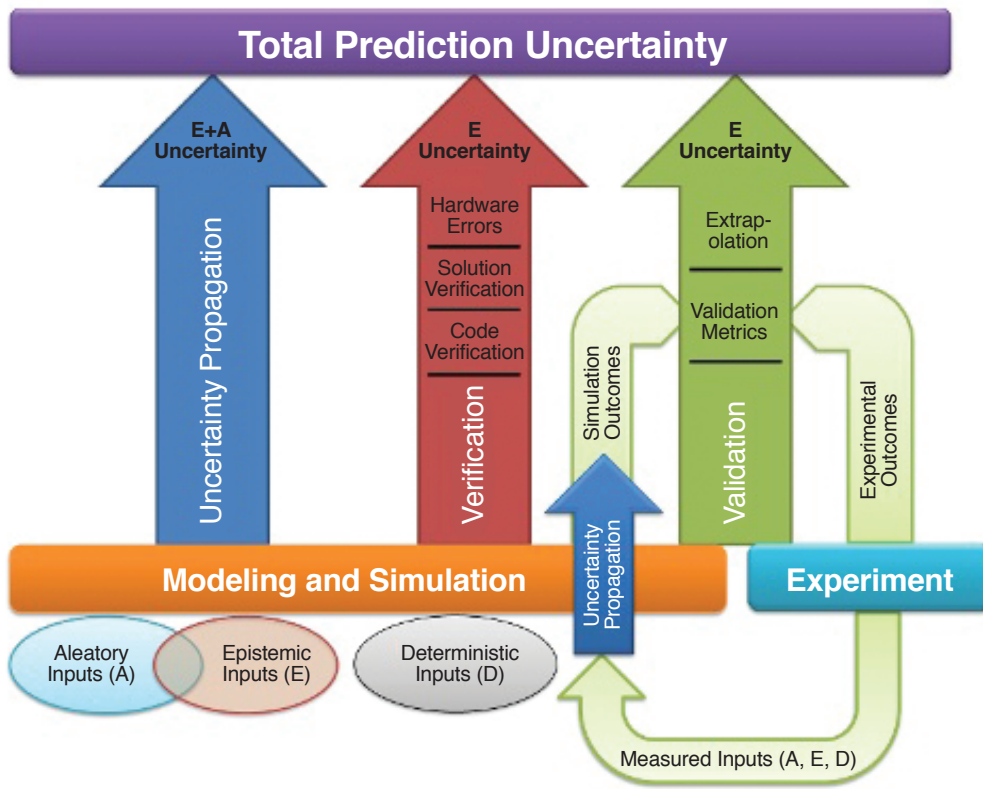 Total Prediction Uncertainty
E+A
Uncertainty
E
Uncertainty
E
Uncertainty
Hardware
Errors
Solution
Verification
Code
Verification
Extrap-
olation
Validation
Metrics
Uncertainty Propagation
Verification
Simulation
Outcomes
Validation
Experimental
Outcomes
Uncertainty
Propagation
Modeling and Simulation
Experiment
Aleatory
Inputs (A)
Epistemic
Inputs (E)
Deterministic
Inputs (D)
Measured Inputs (A, E, D)